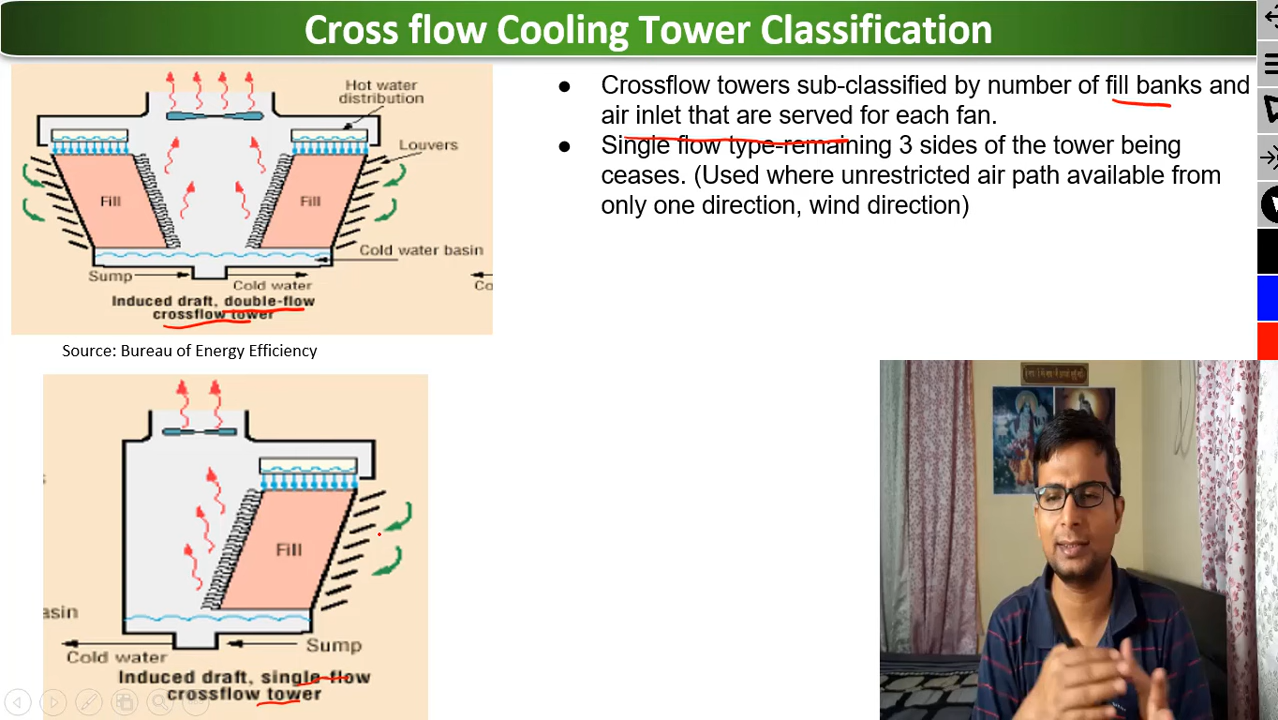 Cross flow Cooling Tower Classification
Hot water
distribution
Louvers
Fill
Fill
Cold water basin
Sump
Cold water
Co
Induced draft, double-flow
crossflow tower
Source: Bureau of Energy Efficiency
● Crossflow towers sub-classified by number of fill banks and
air inlet that are served for each fan.
● Single flow type-remaining 3 sides of the tower being
ceases. (Used where unrestricted air path available from
only one direction, wind direction)
Fill
asin
Sump
Cold water
Induced draft, single-flow
crossflow tower